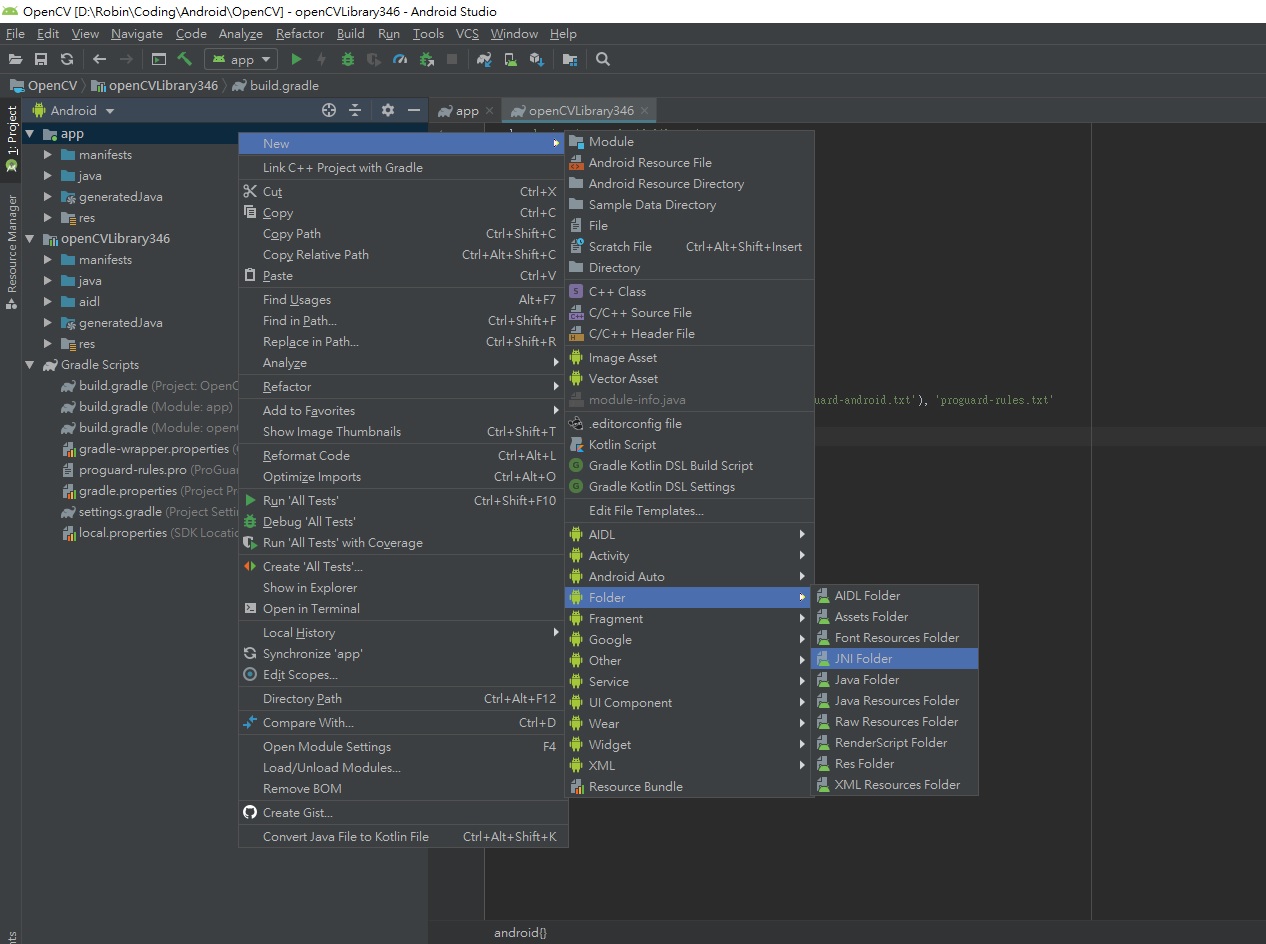 OpenCV [D:\Robin\Coding\Android\OpenCV] - openCVLibrary346 - Android Studio
File Edit View Navigate Code Analyze Refactor Build Run Tools VCS Window Help
app
OpenCV openCVLibrary346 build.gradle
1: Project
Resource Manager
Android
app
manifests
java
generatedJava
res
openCVLibrary346
manifests
java
aidl
generatedJava
res
Gradle Scripts
build.gradle (Project: OpenC
build.gradle (Module: app)
build.gradle (Module: open
gradle-wrapper.properties (
proguard-rules.pro (ProGuar
gradle.properties (Project Pr
settings.gradle (Project Setti
local.properties (SDK Locatio
New
Link C++ Project with Gradle
Cut Ctrl+X
Copy Ctrl+C
Copy Path Ctrl+Shift+C
Copy Relative Path Ctrl+Alt+Shift+C
Paste Ctrl+V
Find Usages Alt+F7
Find in Path... Ctrl+Shift+F
Replace in Path... Ctrl+Shift+R
Analyze
Refactor
Add to Favorites
Show Image Thumbnails Ctrl+Shift+T
Reformat Code Ctrl+Alt+L
Optimize Imports Ctrl+Alt+O
Run 'All Tests' Ctrl+Shift+F10
Debug 'All Tests'
Run 'All Tests' with Coverage
Create 'All Tests'...
Show in Explorer
Open in Terminal
Local History
Synchronize 'app'
Edit Scopes...
Directory Path Ctrl+Alt+F12
Compare With... Ctrl+D
Open Module Settings F4
Load/Unload Modules...
Remove BOM
Create Gist...
Convert Java File to Kotlin File Ctrl+Alt+Shift+K
app
openCVLibrary346
Module
Android Resource File
Android Resource Directory
Sample Data Directory
File
Scratch File Ctrl+Alt+Shift+Insert
Directory
C++ Class
C/C++ Source File
C/C++ Header File
Image Asset
Vector Asset
module-info.java
.editorconfig file
Kotlin Script
Gradle Kotlin DSL Build Script
Gradle Kotlin DSL Settings
Edit File Templates...
AIDL
Activity
Android Auto
Folder
Fragment
Google
Other
Service
UI Component
Wear
Widget
XML
Resource Bundle
AIDL Folder
Assets Folder
Font Resources Folder
JNI Folder
Java Folder
Java Resources Folder
Raw Resources Folder
RenderScript Folder
Res Folder
XML Resources Folder
uard-android.txt'), 'proguard-rules.txt'
android{}